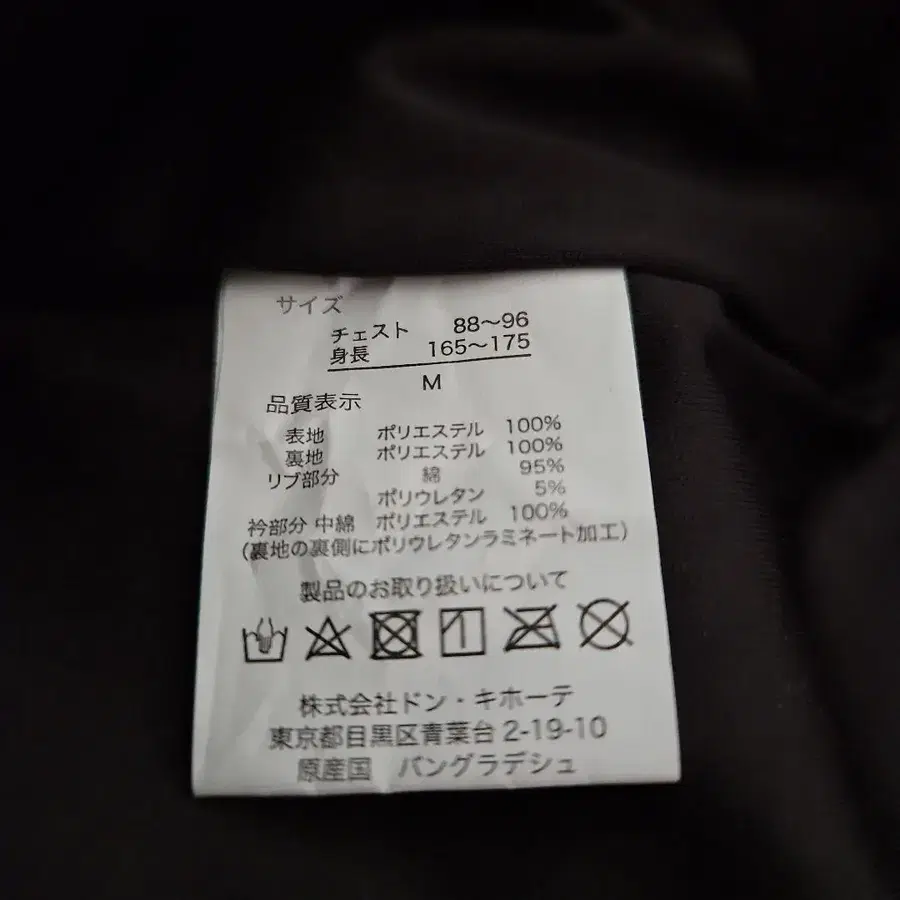 サイズ
チェスト 88〜96
身長 165〜175
M
品質表示
表地 ポリエステル 100%
裏地 ポリエステル 100%
リブ部分 綿 95%
ポリウレタン 5%
衿部分 中綿 ポリエステル 100%
(裏地の裏側にポリウレタンラミネート加工)
製品のお取り扱いについて
株式会社ドン・キホーテ
東京都目黒区青葉台2-19-10
原産国 バングラデシュ